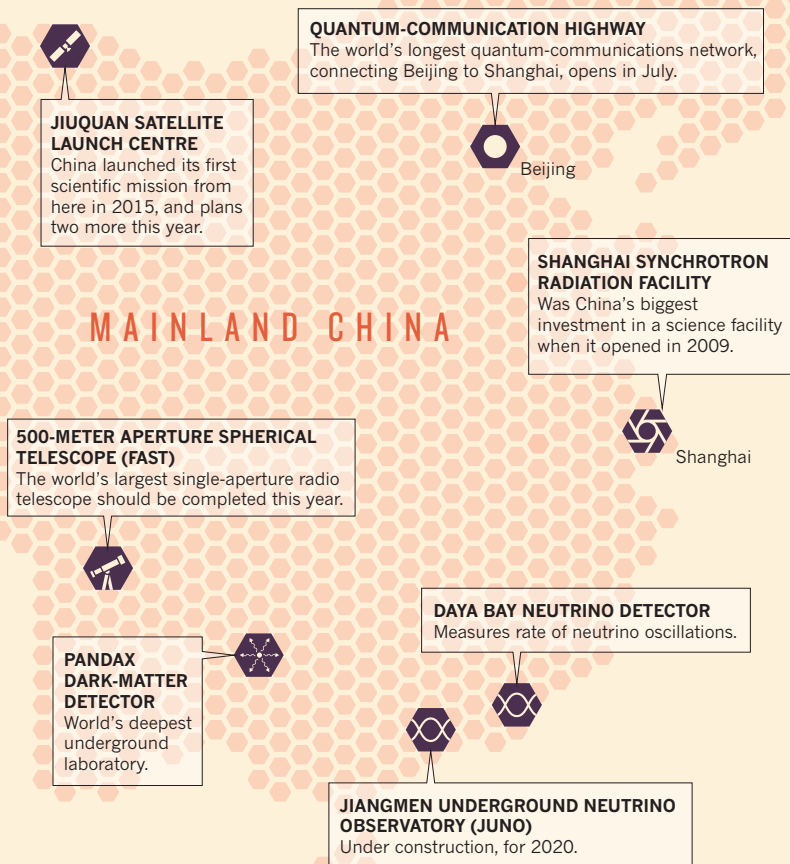 QUANTUM-COMMUNICATION HIGHWAY
The world’s longest quantum-communications network,
connecting Beijing to Shanghai, opens in July.
JIUQUAN SATELLITE
LAUNCH CENTRE
China launched its first
scientific mission from
here in 2015, and plans
two more this year.
Beijing
SHANGHAI SYNCHROTRON
RADIATION FACILITY
Was China’s biggest
investment in a science facility
when it opened in 2009.
MAINLAND CHINA
500-METER APERTURE SPHERICAL
TELESCOPE (FAST)
The world’s largest single-aperture radio
telescope should be completed this year.
Shanghai
DAYA BAY NEUTRINO DETECTOR
Measures rate of neutrino oscillations.
PANDAX
DARK-MATTER
DETECTOR
World’s deepest
underground
laboratory.
JIANGMEN UNDERGROUND NEUTRINO
OBSERVATORY (JUNO)
Under construction, for 2020.